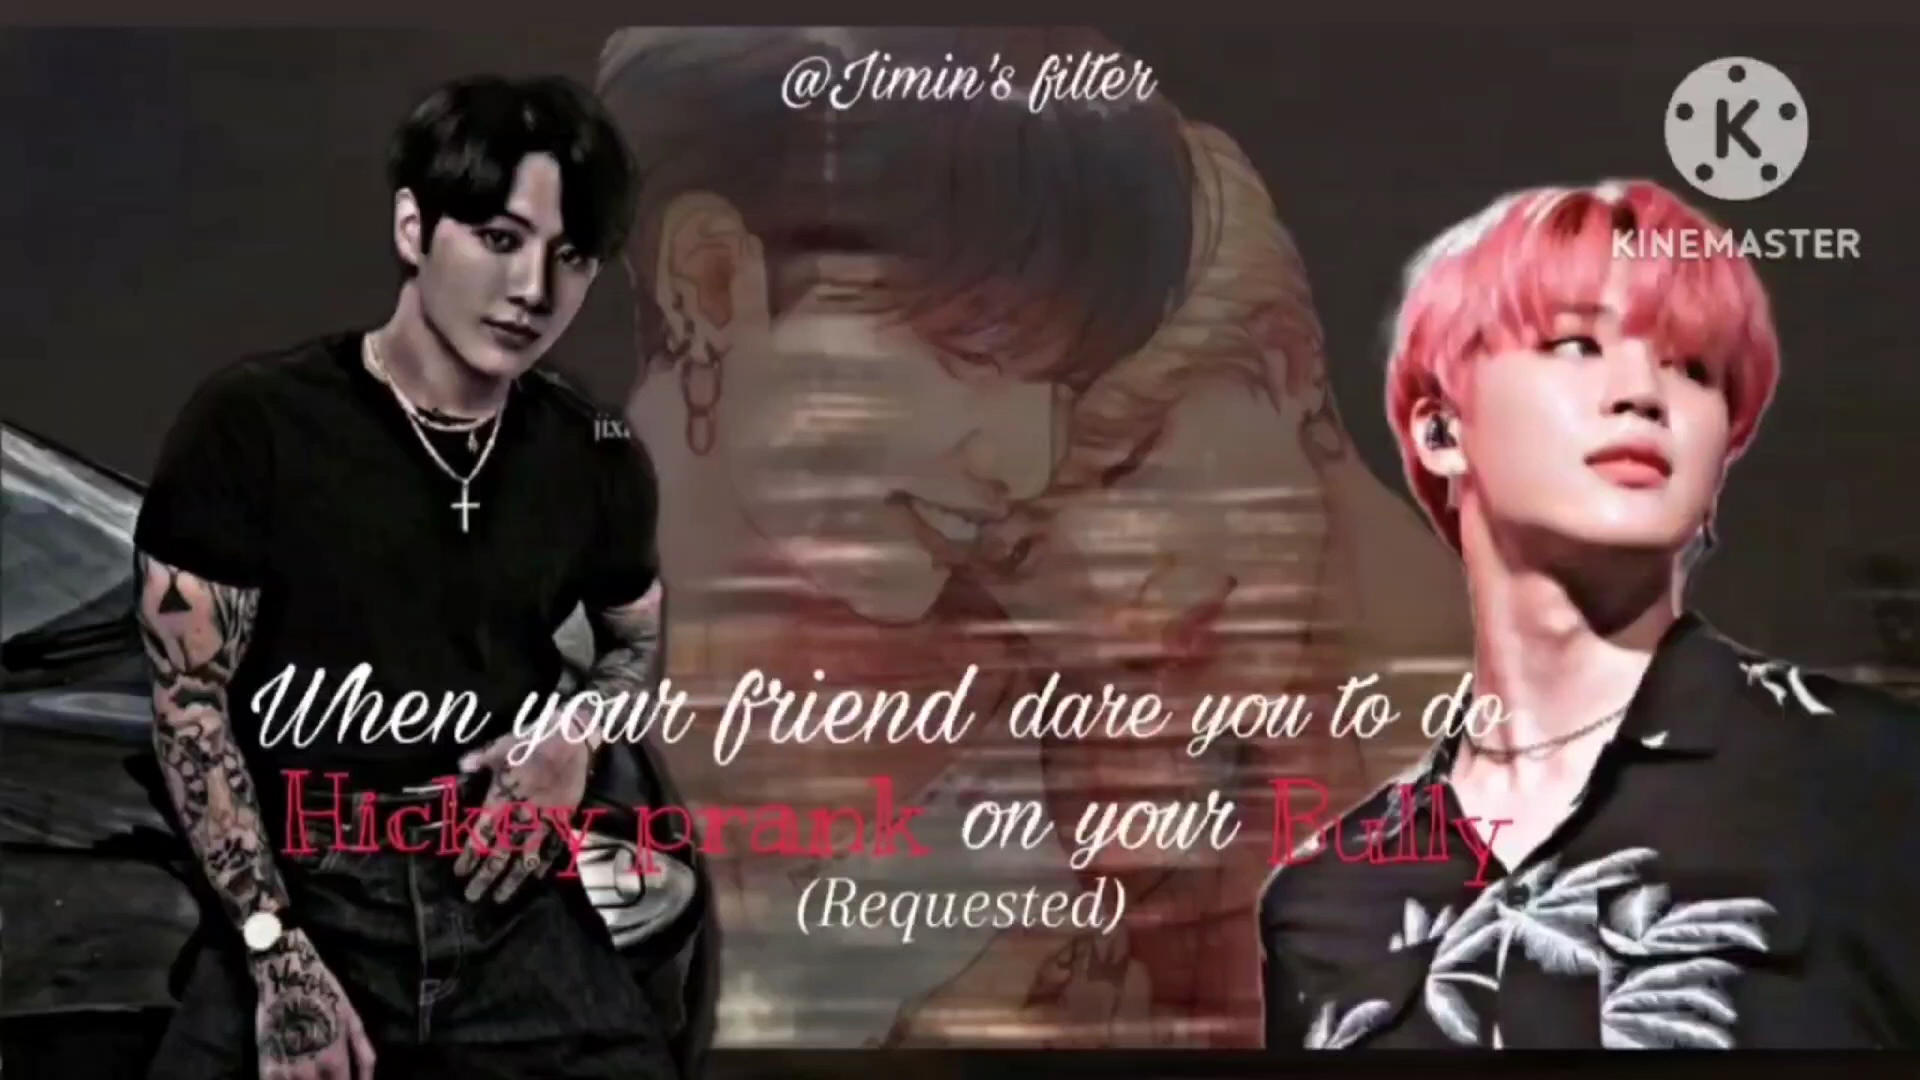 @Jimin's filter
K
KINEMASTER
When your friend dare you to do
Hickey prank on your Bully
(Requested)